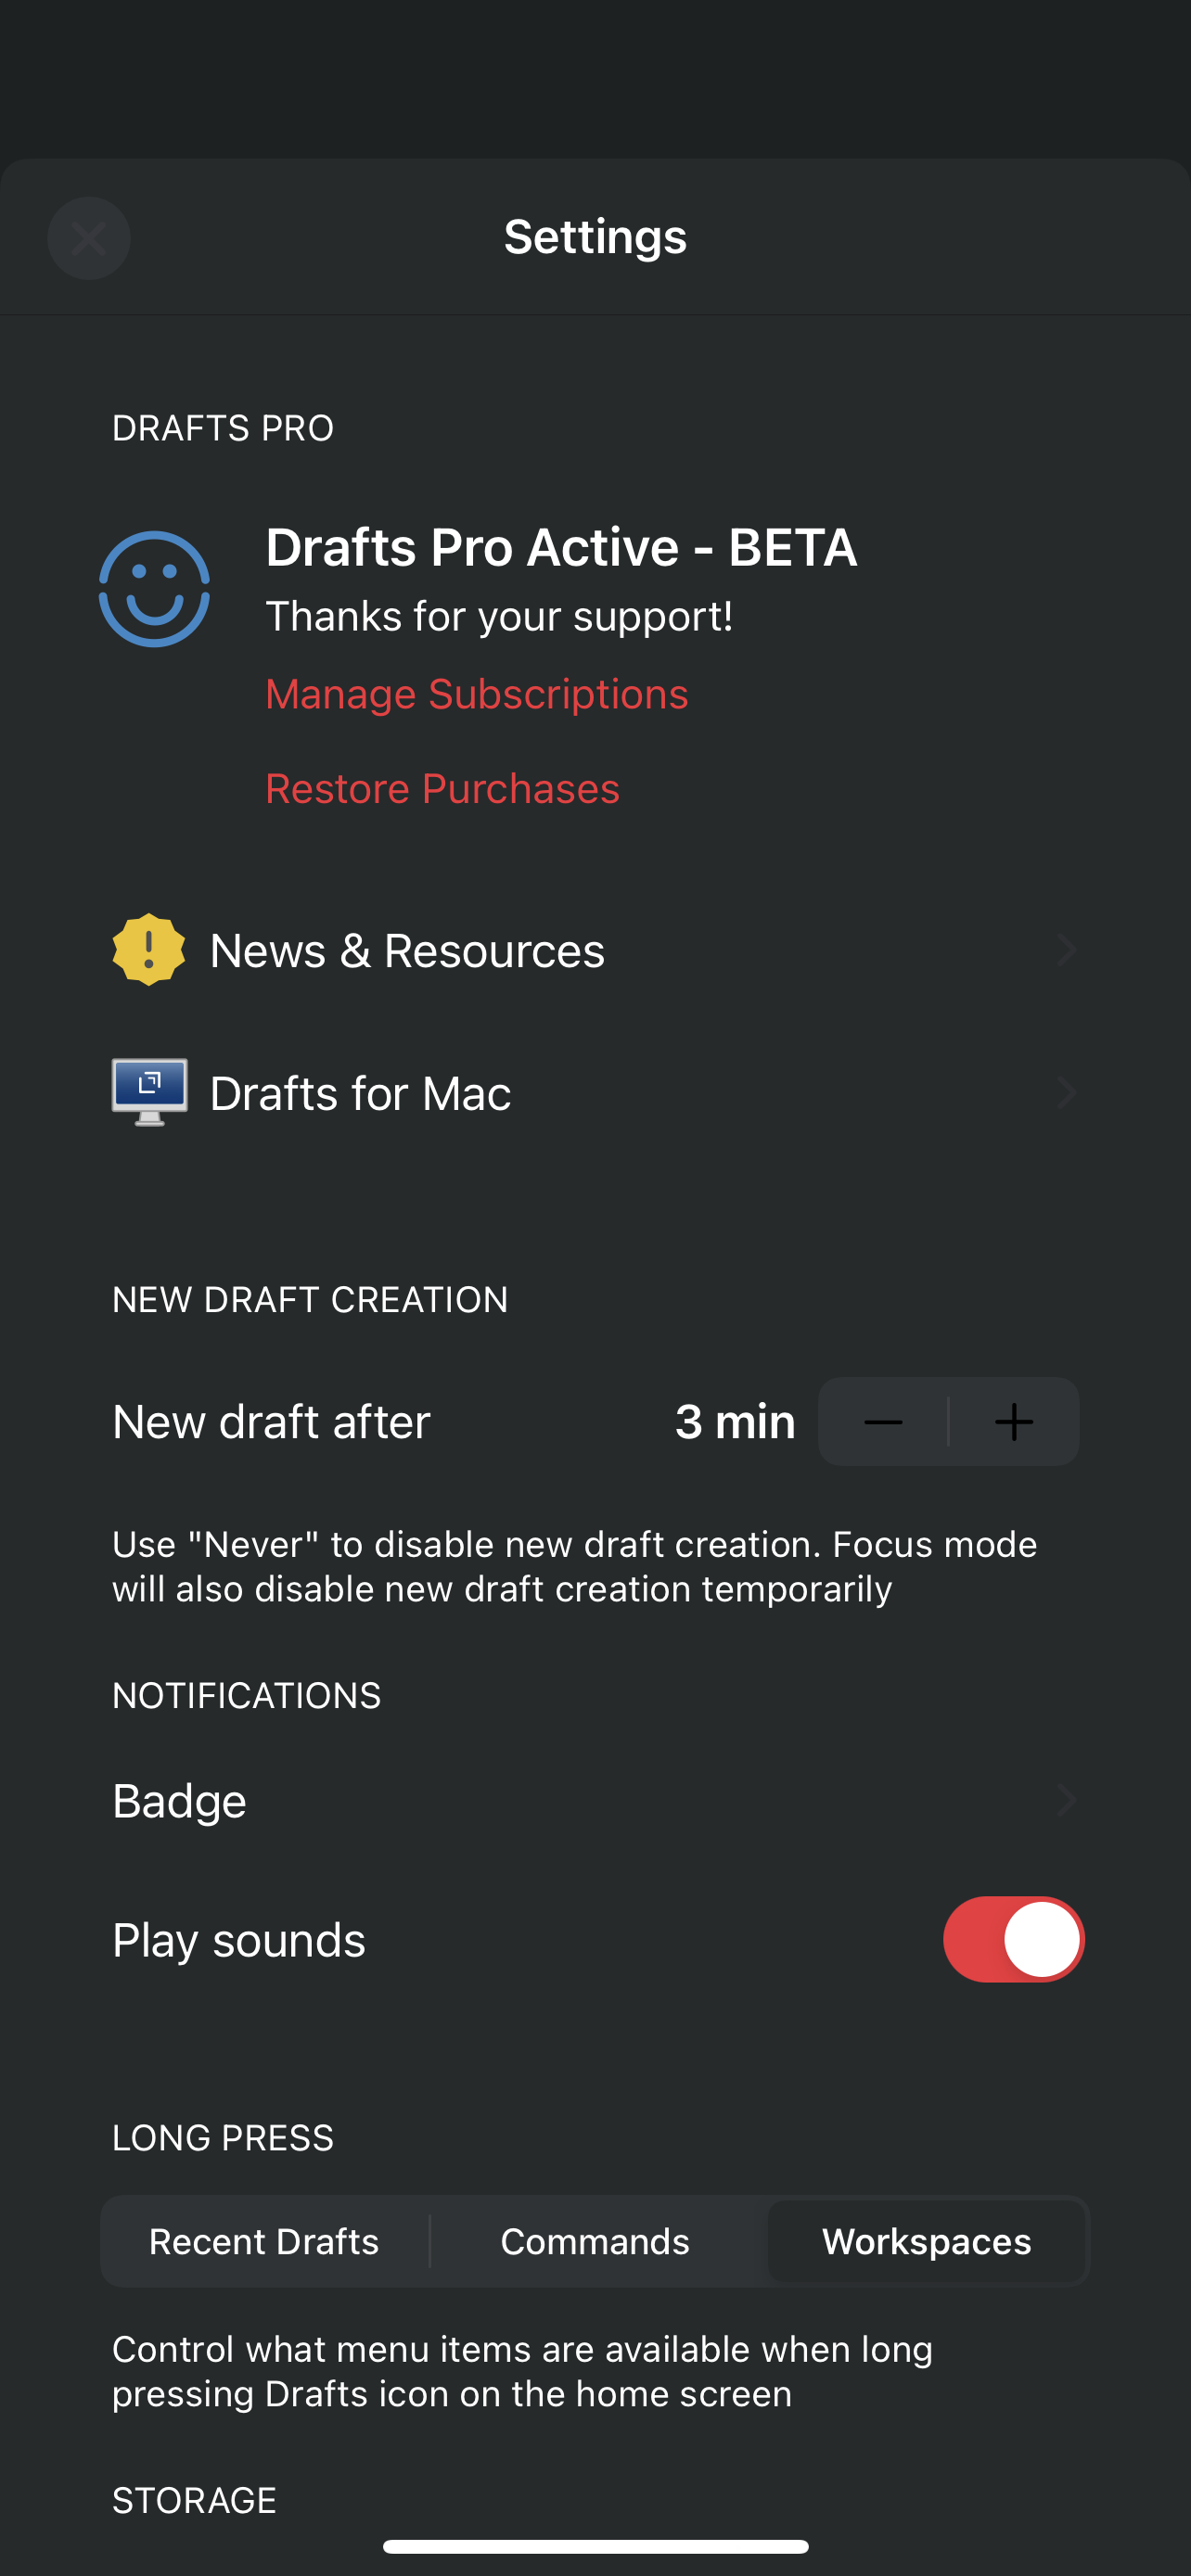 Settings
DRAFTS PRO
Drafts Pro Active - BETA
Thanks for your support!
Manage Subscriptions
Restore Purchases
News & Resources
Drafts for Mac
NEW DRAFT CREATION
New draft after 3 min
Use "Never" to disable new draft creation. Focus mode
will also disable new draft creation temporarily
NOTIFICATIONS
Badge
Play sounds
LONG PRESS
Recent Drafts Commands Workspaces
Control what menu items are available when long
pressing Drafts icon on the home screen
STORAGE